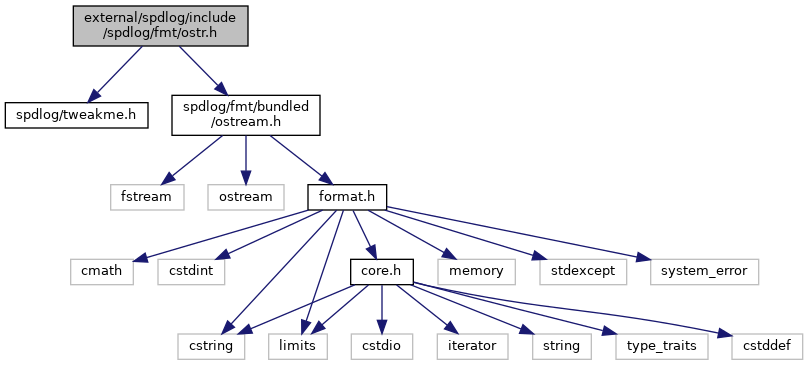 external/spdlog/include
/spdlog/fmt/ostr.h
spdlog/tweakme.h
spdlog/fmt/bundled
/ostream.h
fstream
ostream
format.h
cmath
cstdint
core.h
memory
stdexcept
system_error
cstring
limits
cstdio
iterator
string
type_traits
cstddef